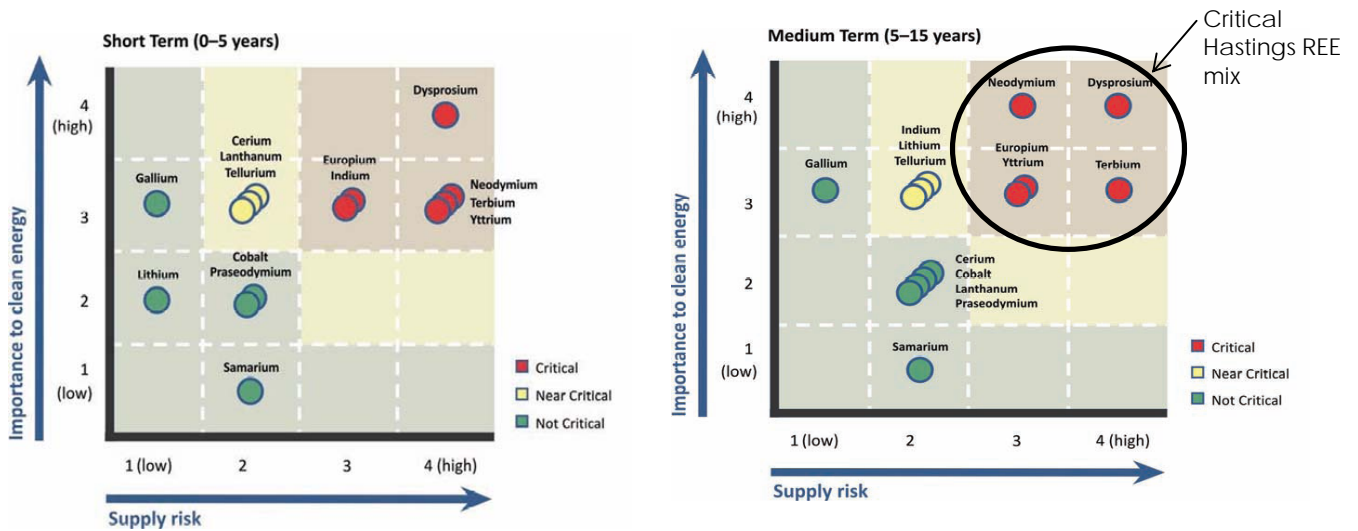 Short Term (0–5 years)
Importance to clean energy
4
(high)
3
2
1
(low)
Dysprosium
Cerium
Lanthanum
Tellurium
Gallium
Europium
Indium
Neodymium
Terbium
Yttrium
Lithium
Cobalt
Praseodymium
Samarium
Critical
Near Critical
Not Critical
1 (low)
2
3
4 (high)
Supply risk
Medium Term (5–15 years)
Critical
Hastings REE
mix
Importance to clean energy
4
(high)
3
2
1
(low)
Neodymium
Dysprosium
Indium
Lithium
Tellurium
Gallium
Europium
Yttrium
Terbium
Cerium
Cobalt
Lanthanum
Praseodymium
Samarium
Critical
Near Critical
Not Critical
1 (low)
2
3
4 (high)
Supply risk